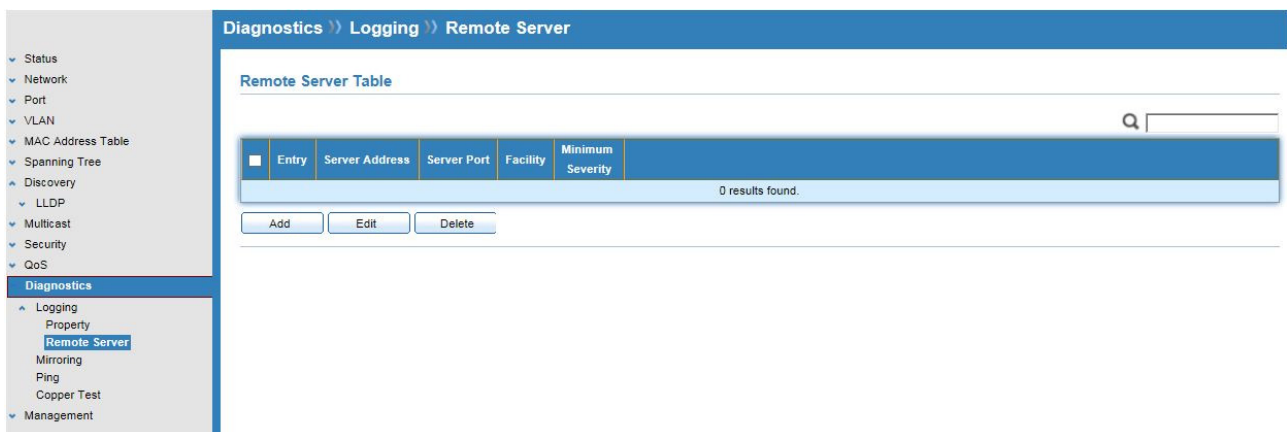 Diagnostics 》 Logging 》 Remote Server
Status
Network
Port
VLAN
MAC Address Table
Spanning Tree
Discovery
LLDP
Multicast
Security
QoS
Diagnostics
Logging
Property
Remote Server
Mirroring
Ping
Copper Test
Management
Remote Server Table
Entry Server Address Server Port Facility Minimum Severity
0 results found.
Add Edit Delete